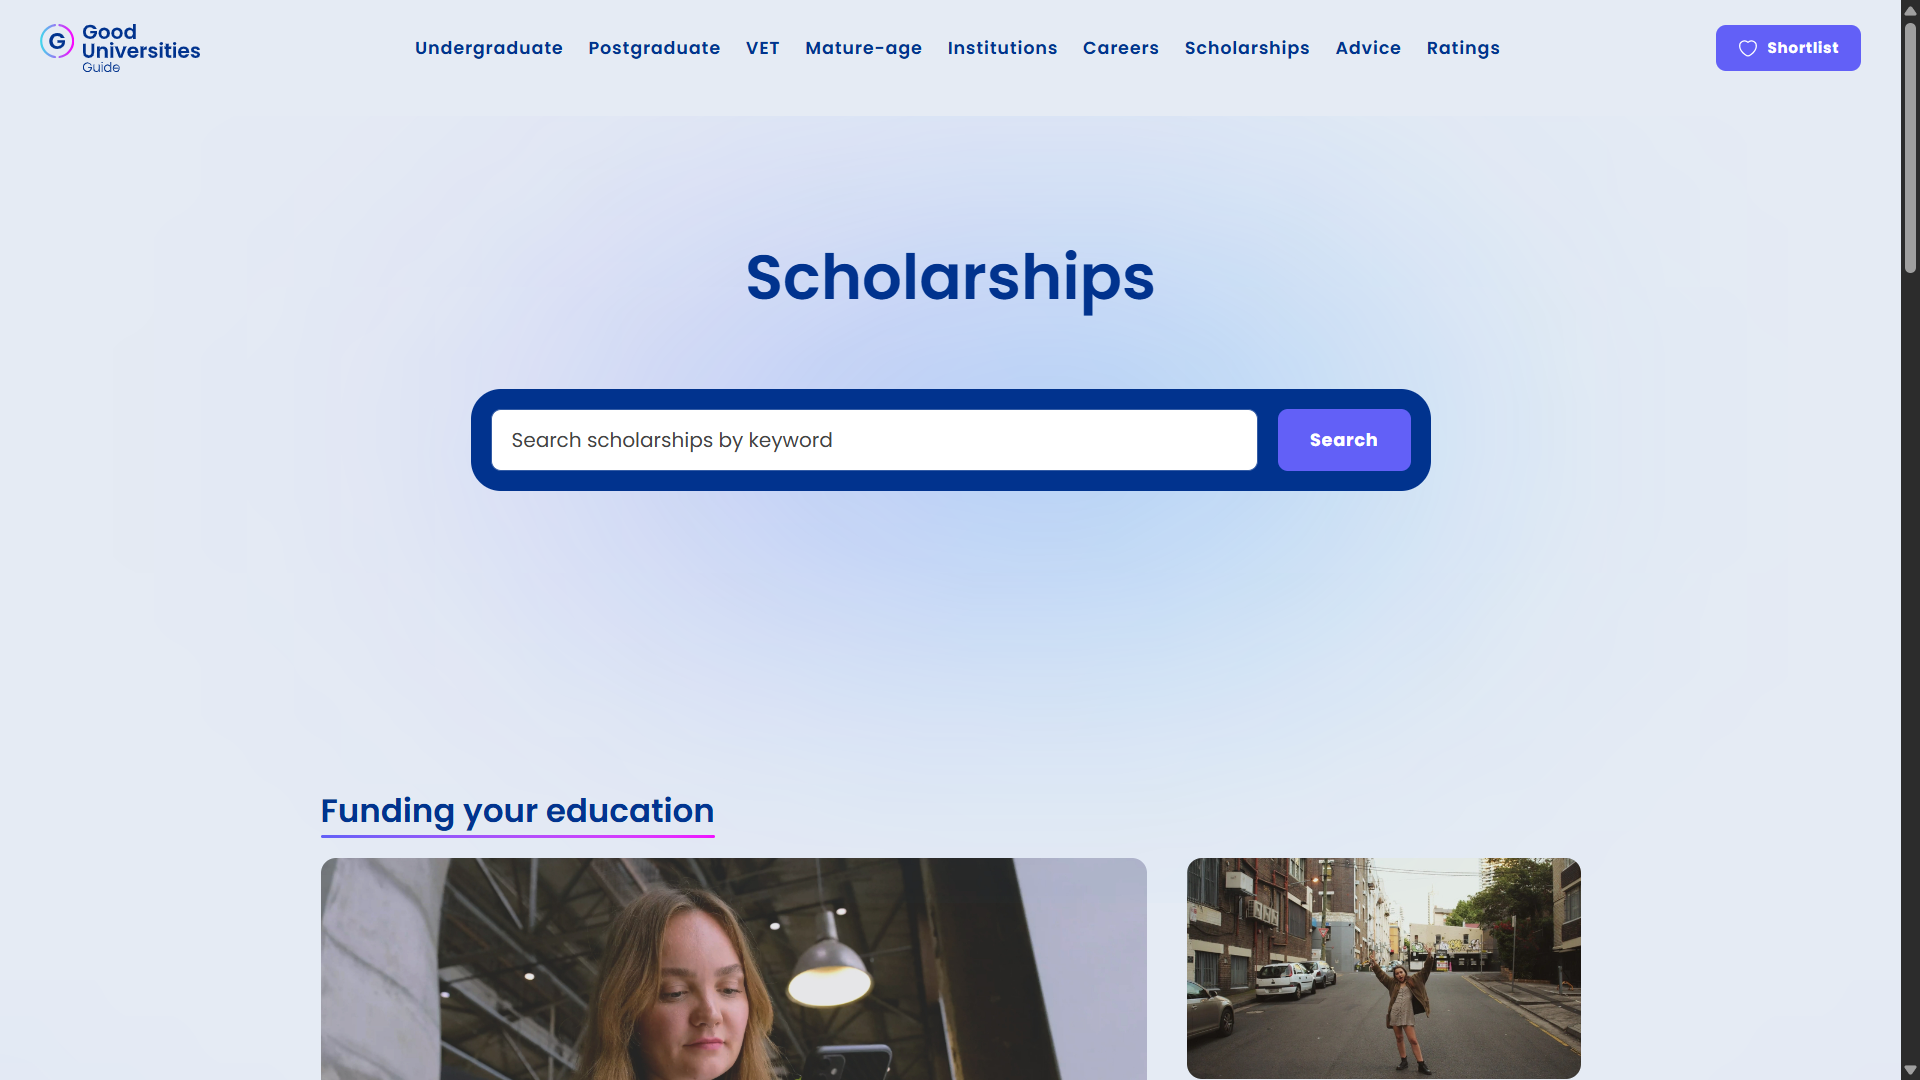 Good
Universities
Guide
G
Undergraduate Postgraduate VET Mature-age Institutions Careers Scholarships Advice Ratings
Shortlist
Scholarships
Search scholarships by keyword
Search
Funding your education